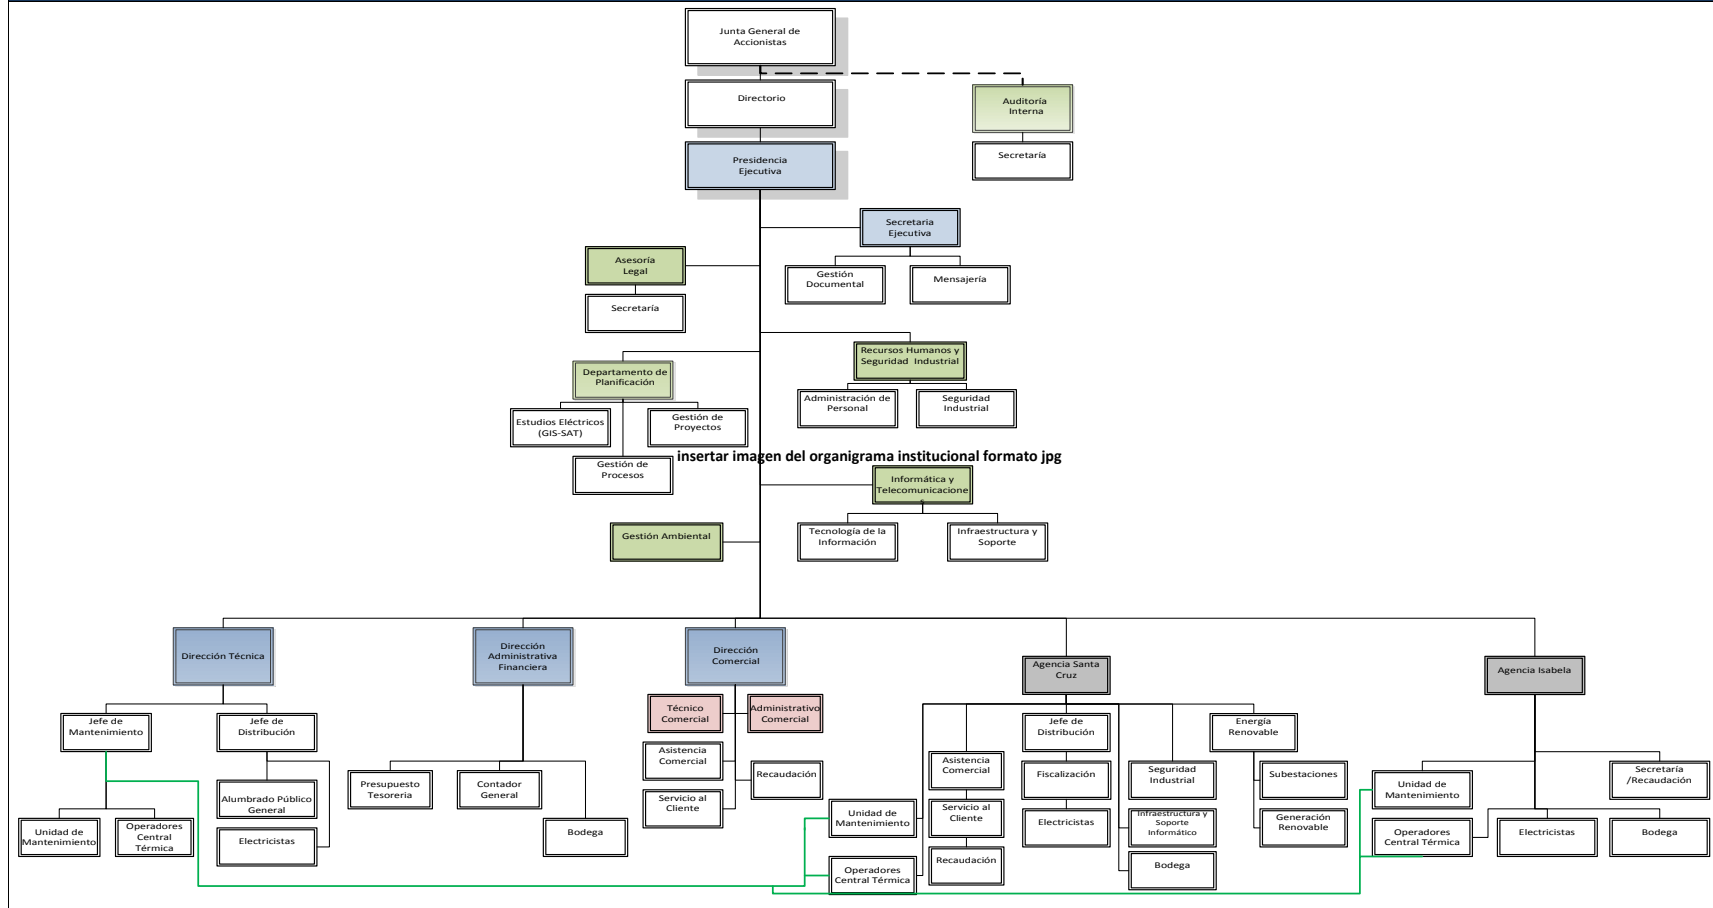 Junta General de
Accionistas
Directorio
Auditoría
Interna
Secretaría
Presidencia
Ejecutiva
Secretaria
Ejecutiva
Gestión
Documental
Mensajería
Asesoría
Legal
Secretaría
Recursos Humanos y
Seguridad Industrial
Administración de
Personal
Seguridad
Industrial
Departamento de
Planificación
Estudios Eléctricos
(GIS-SAT)
Gestión de
Proyectos
Gestión de
Procesos
insertar imagen del organigrama institucional formato jpg
Informática y
Telecomunicacione
s
Tecnología de la
Información
Infraestructura y
Soporte
Gestión Ambiental
Dirección Técnica
Jefe de
Mantenimiento
Jefe de
Distribución
Alumbrado Público
General
Electricistas
Unidad de
Mantenimiento
Operadores
Central
Térmica
Dirección
Administrativa
Financiera
Presupuesto
Tesoreria
Contador
General
Bodega
Dirección
Comercial
Técnico
Comercial
Administrativo
Comercial
Asistencia
Comercial
Recaudación
Servicio al
Cliente
Agencia Santa
Cruz
Unidad de
Mantenimiento
Operadores
Central Térmica
Asistencia
Comercial
Servicio al
Cliente
Recaudación
Jefe de
Distribución
Fiscalización
Electricistas
Seguridad
Industrial
Infraestructura y
Soporte
Informático
Bodega
Energía
Renovable
Subestaciones
Generación
Renovable
Agencia Isabela
Unidad de
Mantenimiento
Operadores
Central Térmica
Electricistas
Secretaría
/Recaudación
Bodega